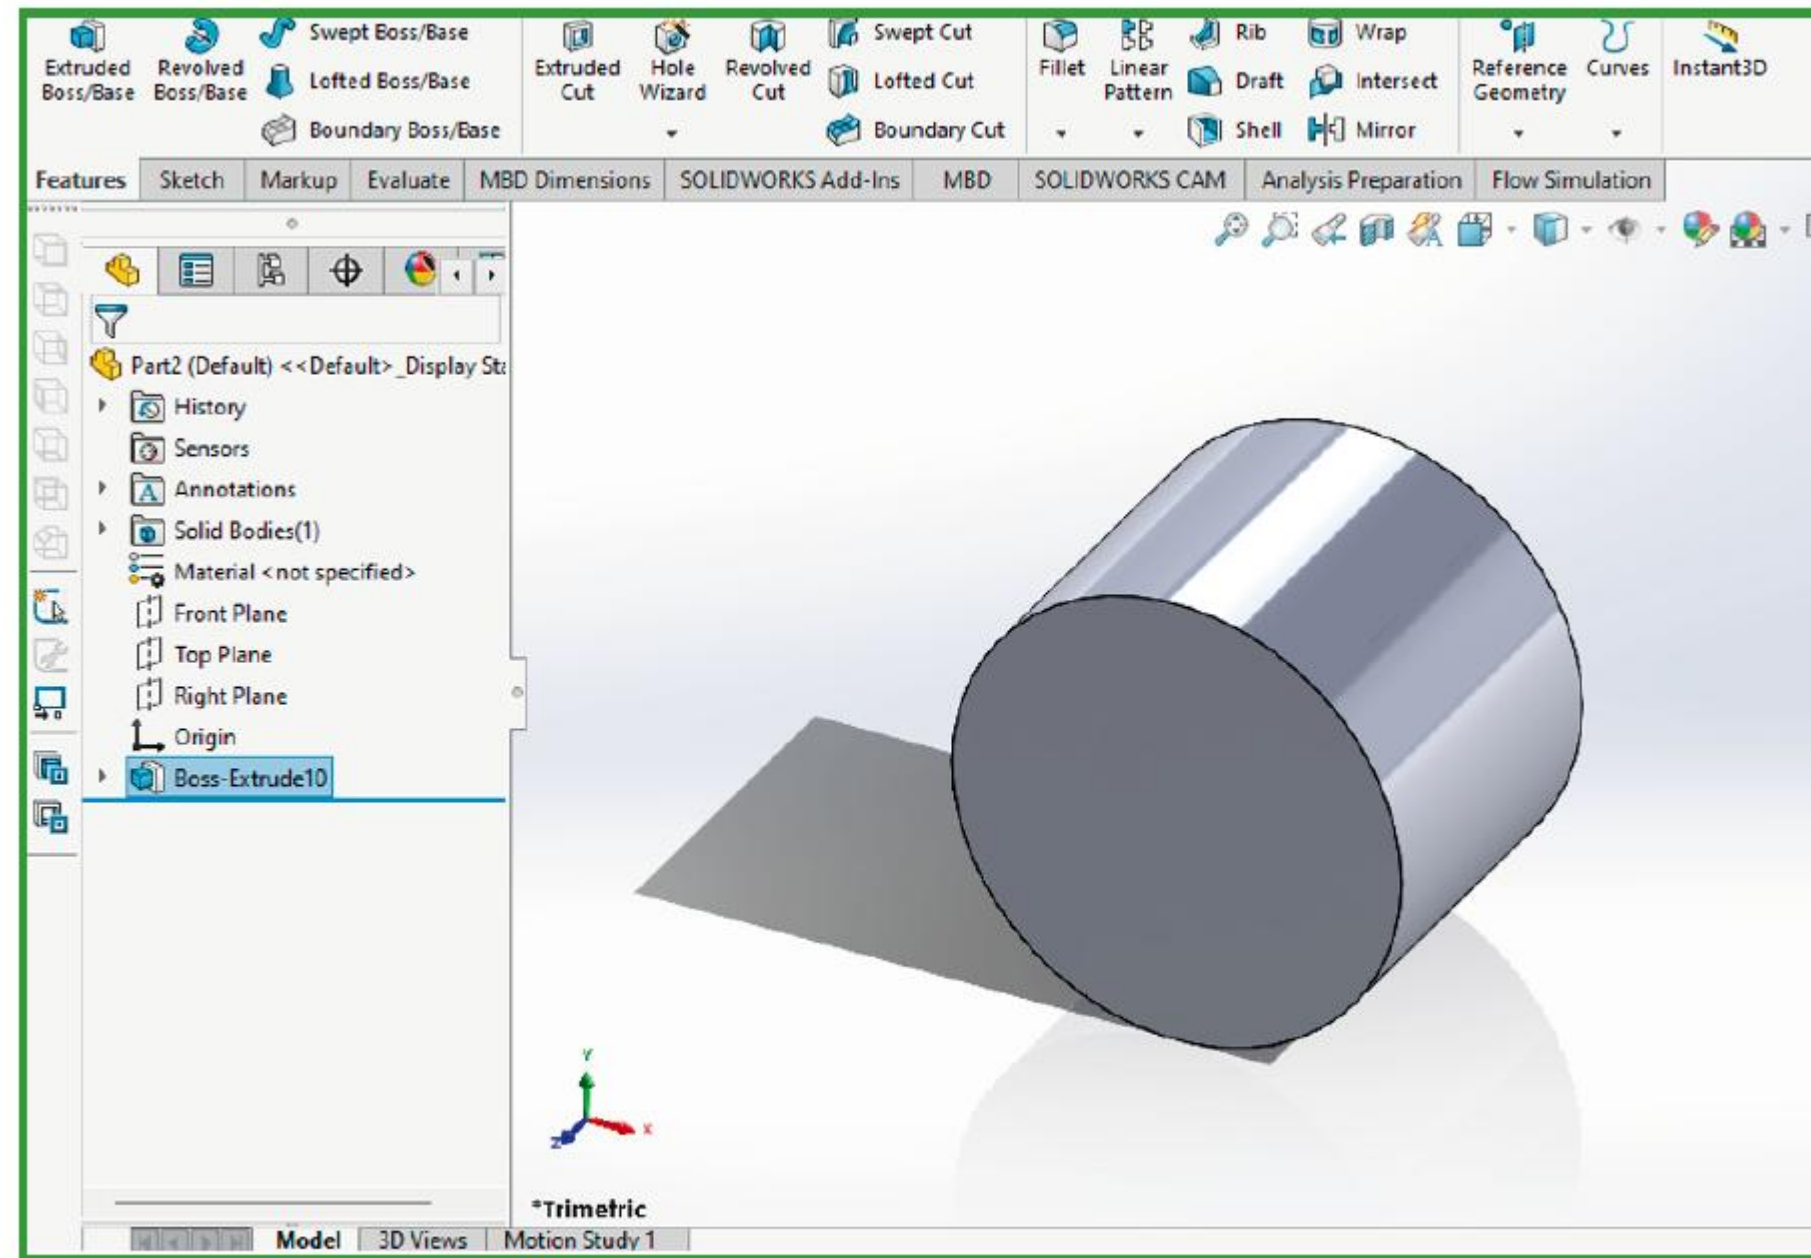 Extruded
Boss/Base
Revolved
Boss/Base
Swept Boss/Base
Lofted Boss/Base
Boundary Boss/Base
Extruded
Cut
Hole
Wizard
Revolved
Cut
Swept Cut
Lofted Cut
Boundary Cut
Fillet
Linear
Pattern
Rib
Draft
Shell
Wrap
Intersect
Mirror
Reference
Geometry
Curves
Instant3D
Features Sketch Markup Evaluate MBD Dimensions SOLIDWORKS Add-Ins MBD SOLIDWORKS CAM Analysis Preparation Flow Simulation
Part2 (Default) <<Default>_Display Sta
History
Sensors
A Annotations
Solid Bodies(1)
Material <not specified>
Front Plane
Top Plane
Right Plane
Origin
Boss-Extrude10
Y
X
Z
*Trimetric
Model 3D Views Motion Study 1